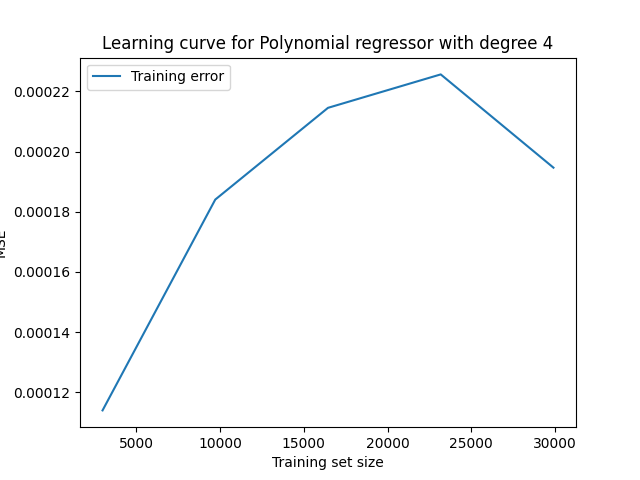 Learning curve for Polynomial regressor with degree 4
Training error
0.00022
0.00020
0.00018
0.00016
0.00014
0.00012
MSE
5000 10000 15000 20000 25000 30000
Training set size